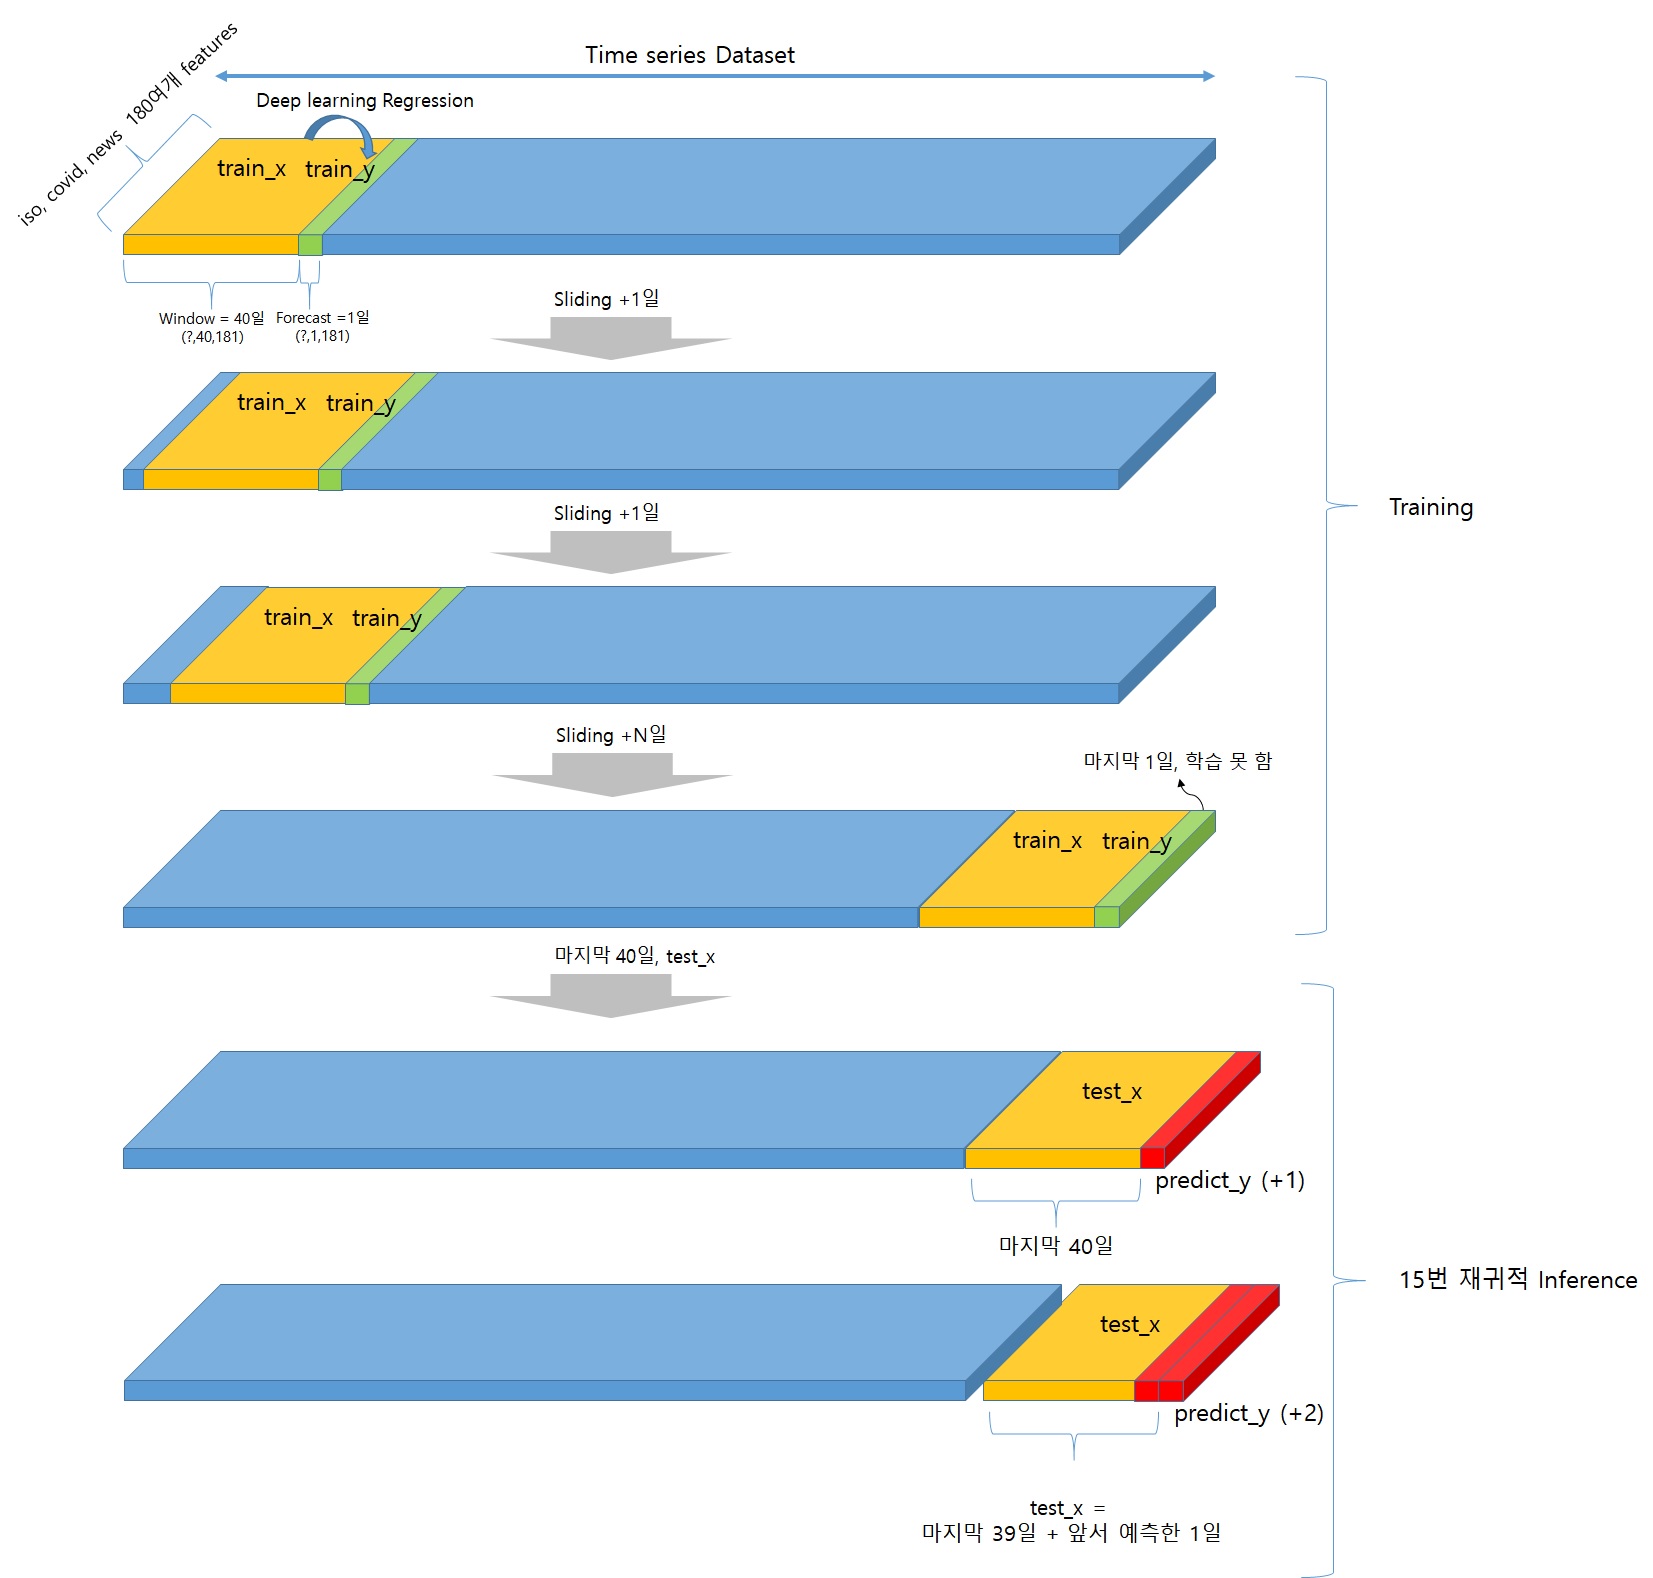 Time series Dataset
iso, covid, news 180여개 features
Deep learning Regression
train_x train_y
Window = 40일
(?,40,181)
Forecast =1일
(?,1,181)
Sliding +1일
train_x train_y
Sliding +1일
Training
train_x train_y
Sliding +N일
마지막 1일, 학습 못 함
train_x train_y
마지막 40일, test_x
test_x
predict_y (+1)
마지막 40일
15번 재귀적 Inference
test_x
predict_y (+2)
test_x =
마지막 39일 + 앞서 예측한 1일